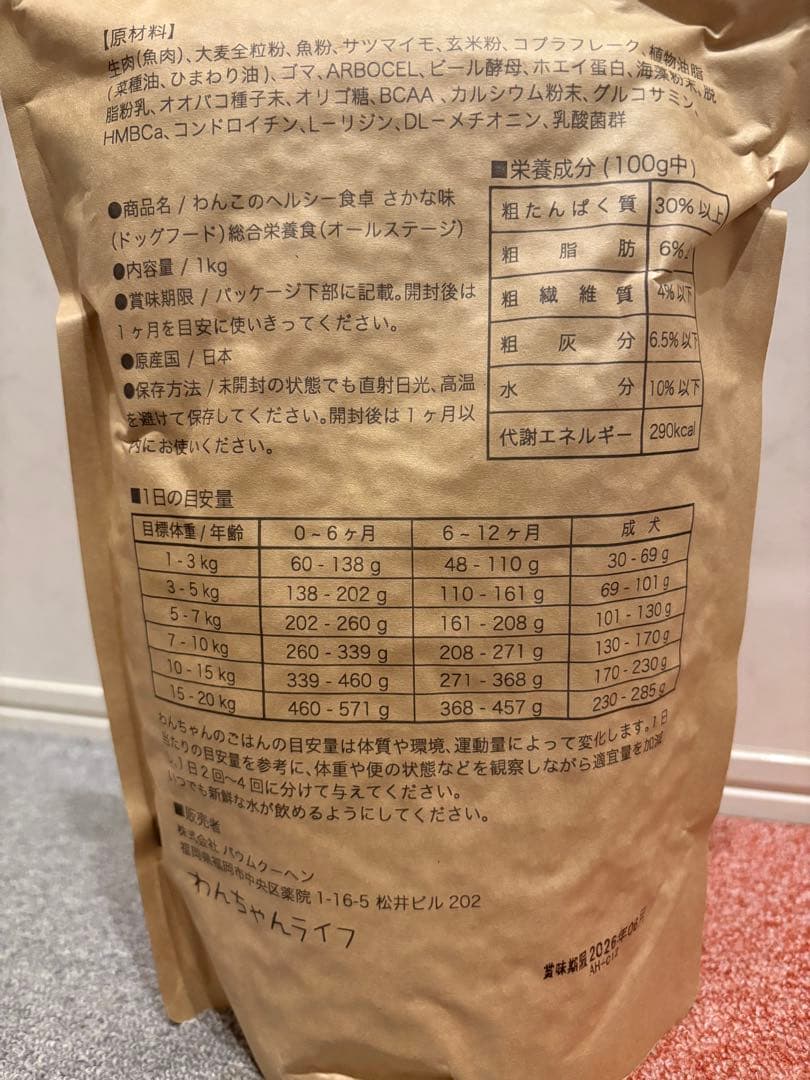 【原材料】
生肉(魚肉)、大麦全粒粉、魚粉、サツマイモ、玄米粉、コプラフレーク、植物油脂
(菜種油、ひまわり油)、ゴマ、ARBOCEL、ビール酵母、ホエイ蛋白、海藻粉末、脱
脂粉乳、オオバコ種子末、オリゴ糖、BCAA、カルシウム粉末、グルコサミン、
HMBCa、コンドロイチン、L-リジン、DL-メチオニン、乳酸菌群
●商品名 / わんこのヘルシー食卓 さかな味
(ドッグフード)総合栄養食(オールステージ)
●内容量 / 1kg
●賞味期限 / パッケージ下部に記載。開封後は
1ヶ月を目安に使いきってください。
●原産国 / 日本
●保存方法 / 未開封の状態でも直射日光、高温
を避けて保存してください。開封後は1ヶ月以
内にお使いください。
■栄養成分 (100g中)
粗たんぱく質 30%以上
粗脂肪 6%
粗繊維質 4%以下
粗灰分 6.5%以下
水分 10%以下
代謝エネルギー 290kcal
■1日の目安量
目標体重/年齢 0~6ヶ月 6~12ヶ月 成犬
1-3kg 60-138g 48-110g 30-69g
3-5kg 138-202g 110-161g 69-101g
5-7kg 202-260g 161-208g 101-130g
7-10kg 260-339g 208-271g 130-170g
10-15kg 339-460g 271-368g 170-230g
15-20kg 460-571g 368-457g 230-285g
わんちゃんのごはんの目安量は体質や環境、運動量によって変化します。1日
当たりの目安量を参考に、体重や便の状態などを観察しながら適宜量を加減
し、1日2回~4回に分けて与えてください。
いつでも新鮮な水が飲めるようにしてください。
■販売者
株式会社 バウムクーヘン
福岡県福岡市中央区薬院 1-16-5 松井ビル 202
わんちゃんライフ
賞味期限 2026年06月